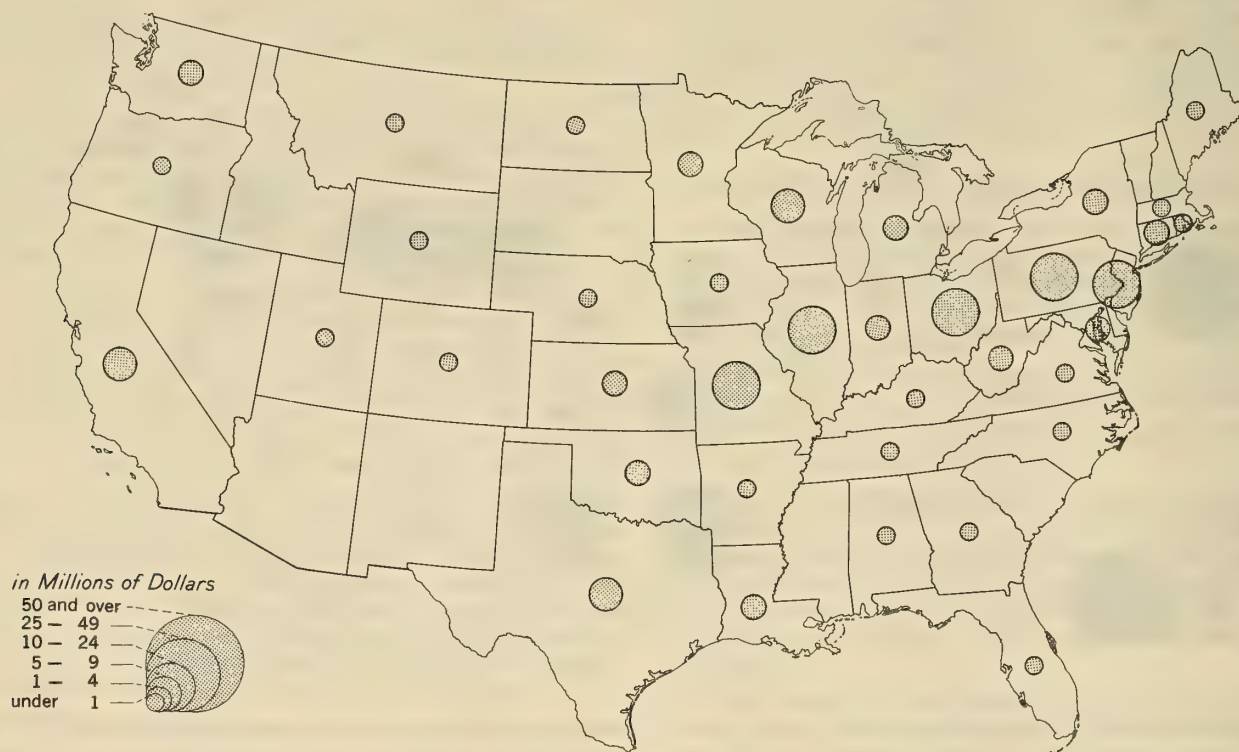 in Millions of Dollars
50 and over
25 — 49
10 — 24
5 — 9
1 — 4
under 1